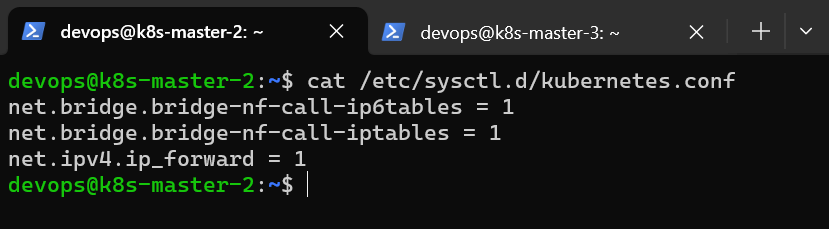 devops@k8s-master-2: ~
devops@k8s-master-3: ~
devops@k8s-master-2:~$ cat /etc/sysctl.d/kubernetes.conf
net.bridge.bridge-nf-call-ip6tables = 1
net.bridge.bridge-nf-call-iptables = 1
net.ipv4.ip_forward = 1
devops@k8s-master-2:~$